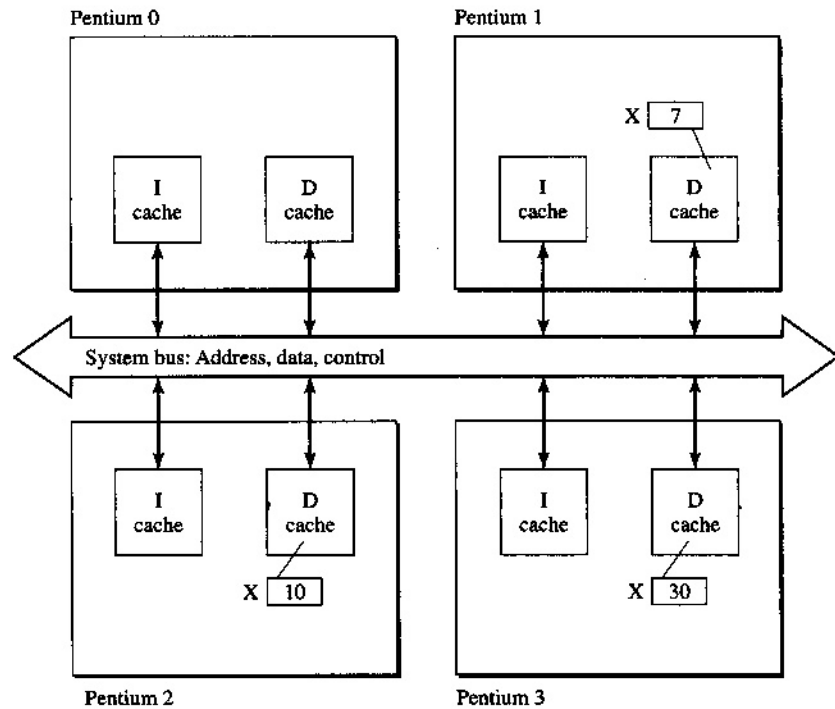 Pentium 0
Pentium 1
X 7
I
cache
D
cache
I
cache
D
cache
System bus: Address, data, control
I
cache
D
cache
I
cache
D
cache
X 10
X 30
Pentium 2
Pentium 3